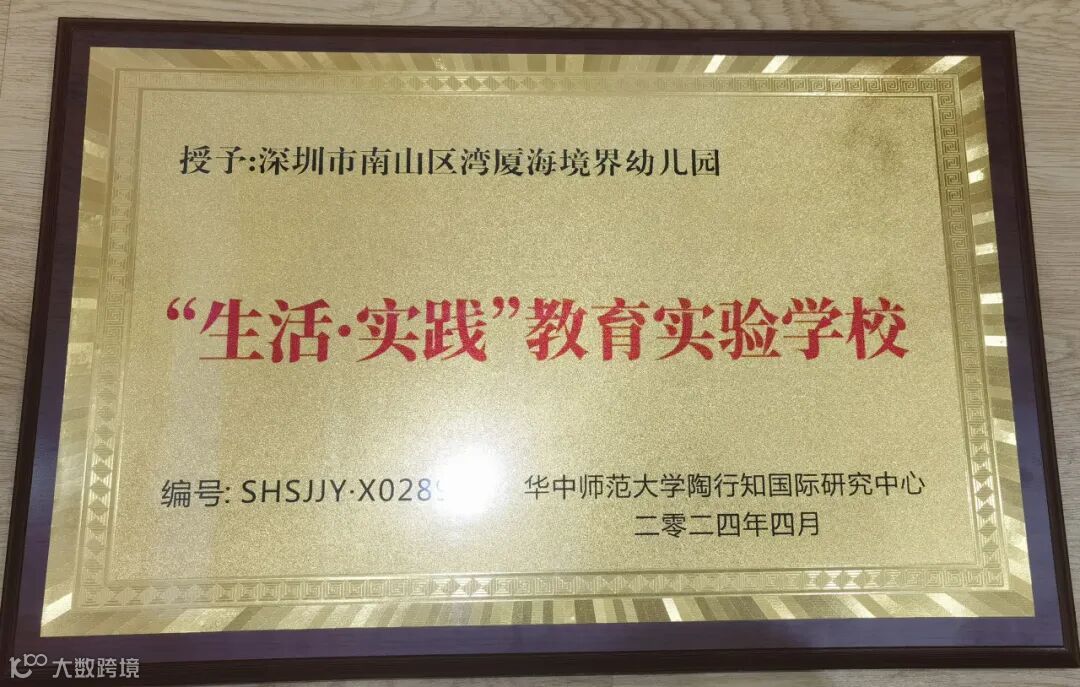 授予:深圳市南山区湾厦海境界幼儿园
“生活·实践”教育实验学校
编号: SHSJJY·X028
华中师范大学陶行知国际研究中心
二零二四年四月
大数跨境